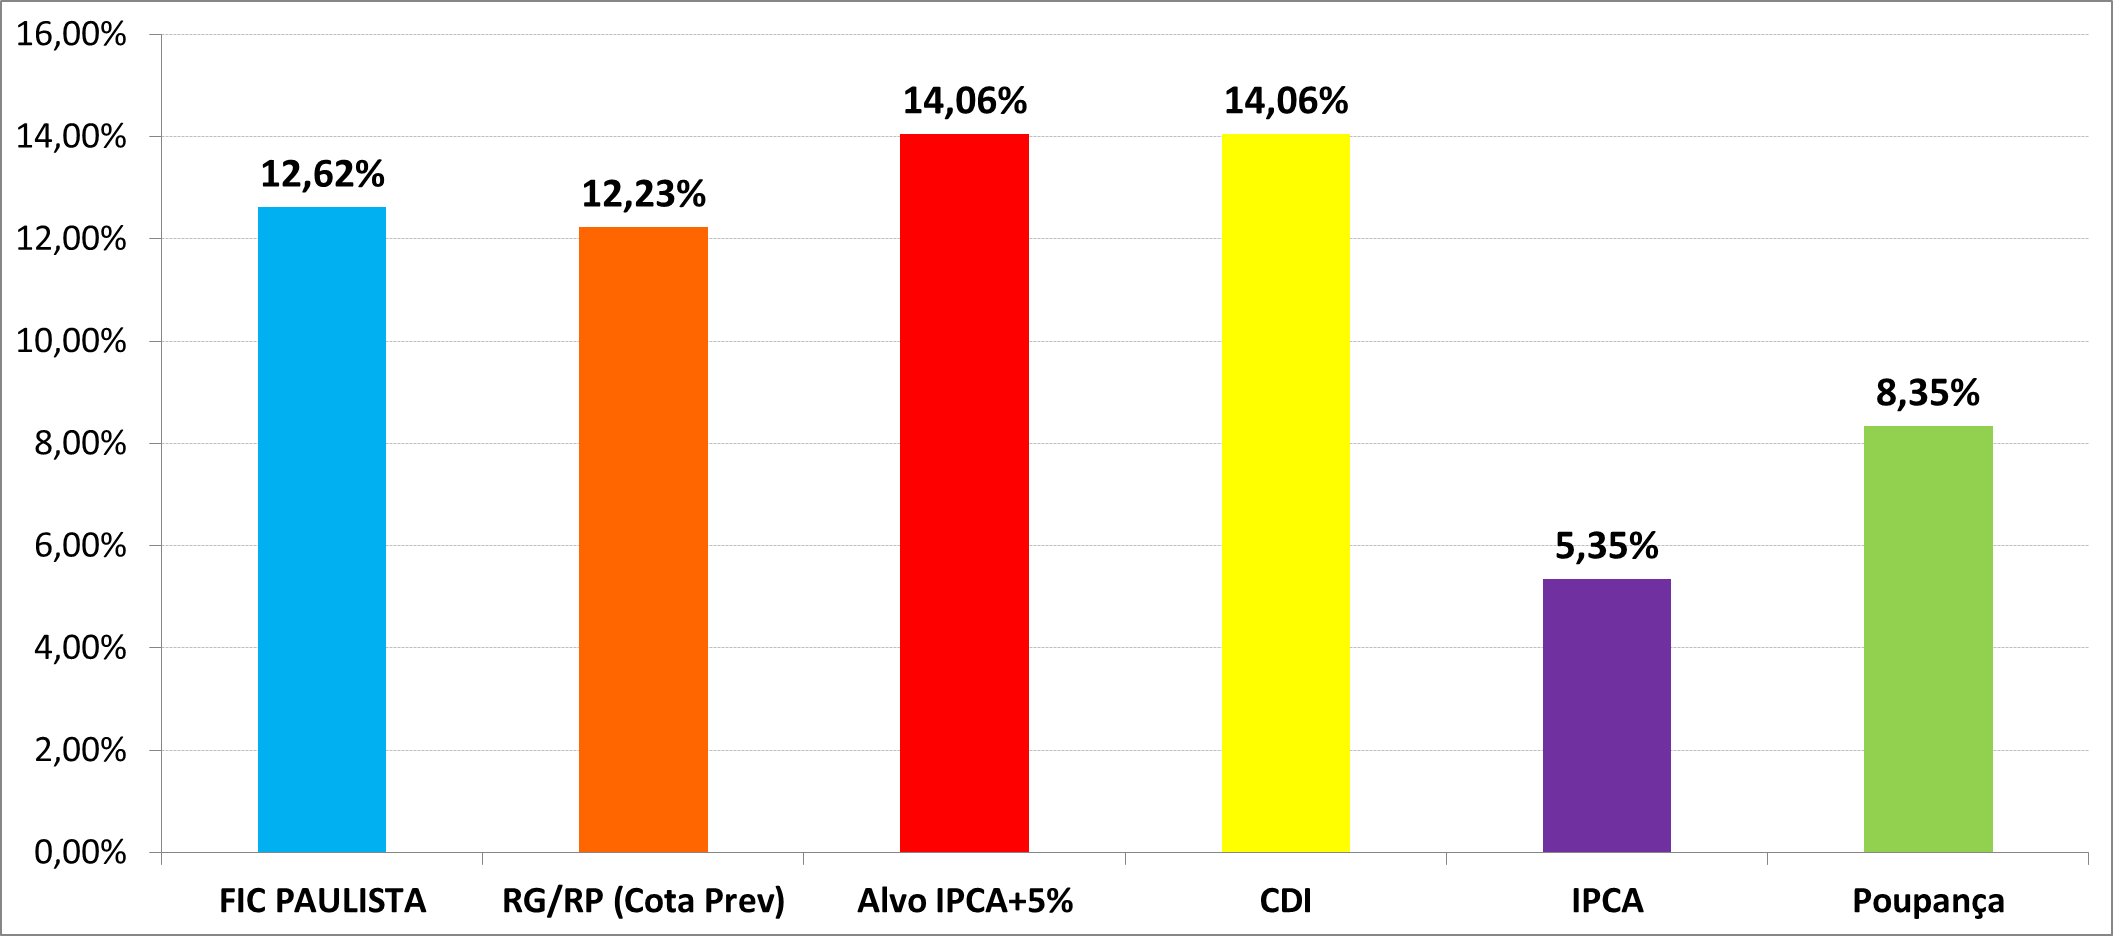 16,00%
14,00%
12,00%
10,00%
8,00%
6,00%
4,00%
2,00%
0,00%
12,62%
12,23%
14,06%
14,06%
5,35%
8,35%
FIC PAULISTA
RG/RP (Cota Prev)
Alvo IPCA+5%
CDI
IPCA
Poupança